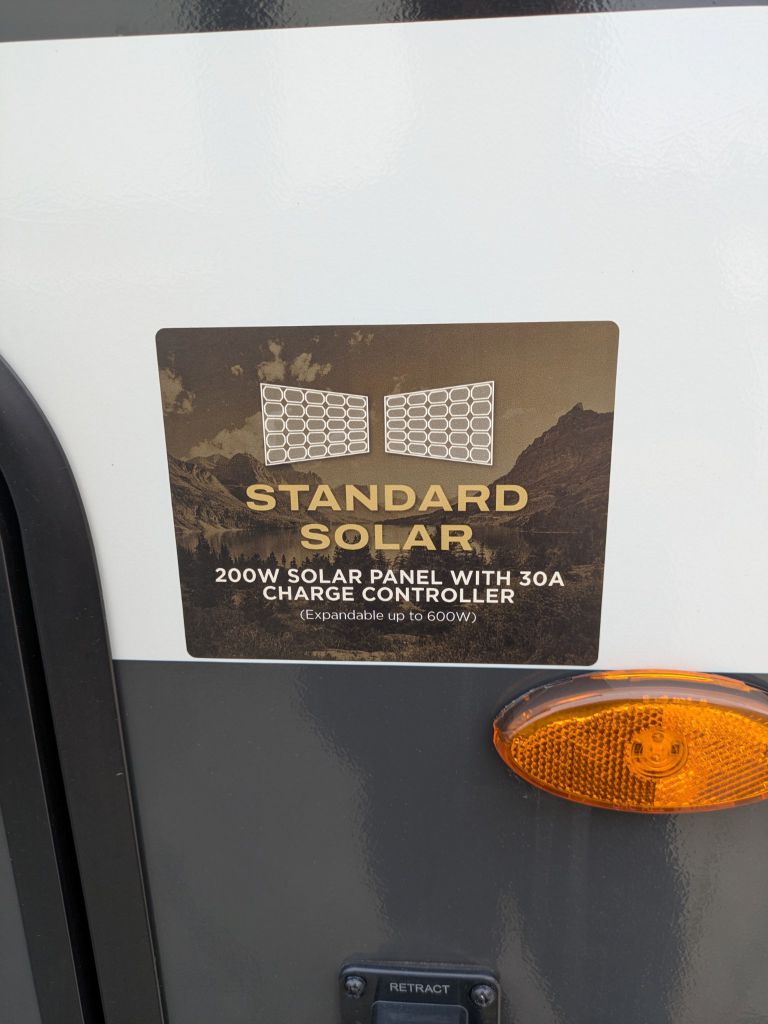 STANDARD
SOLAR
200W SOLAR PANEL WITH 30A
CHARGE CONTROLLER
(Expandable up to 600W)
RETRACT